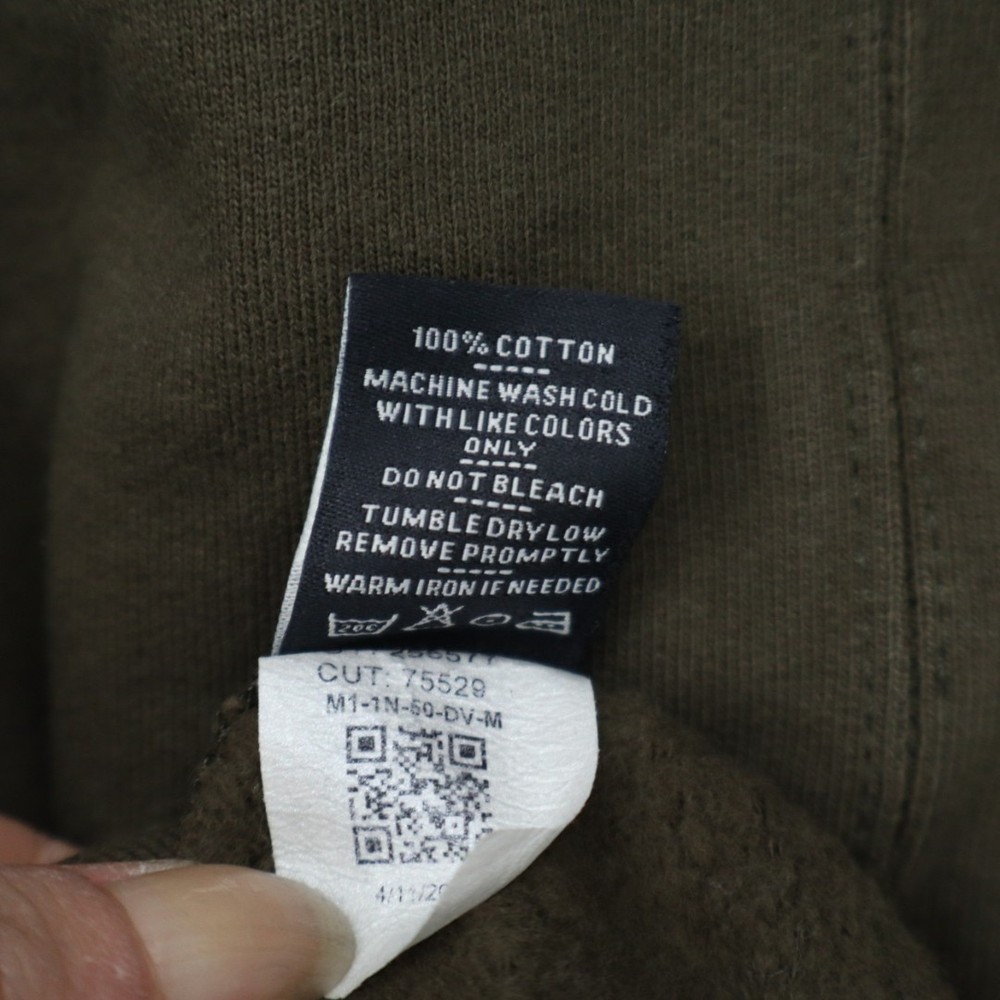 100% COTTON
-----
MACHINE WASH COLD
WITH LIKE COLORS
ONLY
-----
DO NOT BLEACH
-----
TUMBLE DRY LOW
REMOVE PROMPTLY
-----
WARM IRON IF NEEDED
CUT: 75529
M1-1N-60-DV-M